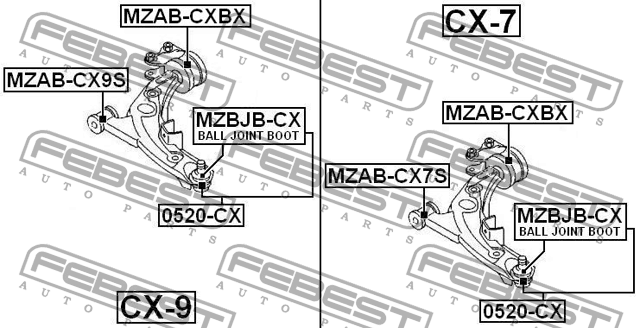 MZAB-CXBX
MZAB-CX9S
MZBJB-CX
BALL JOINT BOOT
0520-CX
CX-9
CX-7
MZAB-CXBX
MZAB-CX7S
MZBJB-CX
BALL JOINT BOOT
0520-CX
FEBEST
AUTO PARTS